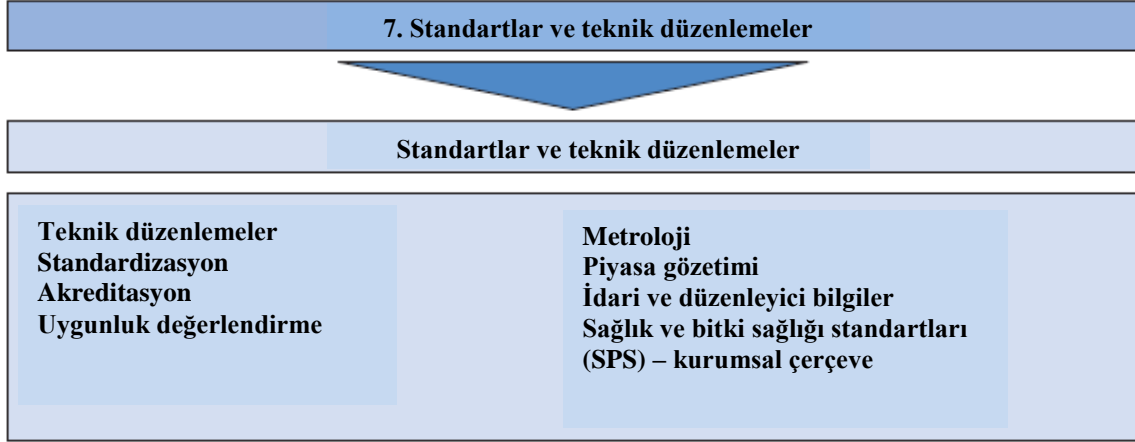 7. Standartlar ve teknik düzenlemeler
Standartlar ve teknik düzenlemeler
Teknik düzenlemeler
Standardizasyon
Akreditasyon
Uygunluk değerlendirme
Metroloji
Piyasa gözetimi
İdari ve düzenleyici bilgiler
Sağlık ve bitki sağlığı standartları
(SPS) – kurumsal çerçeve